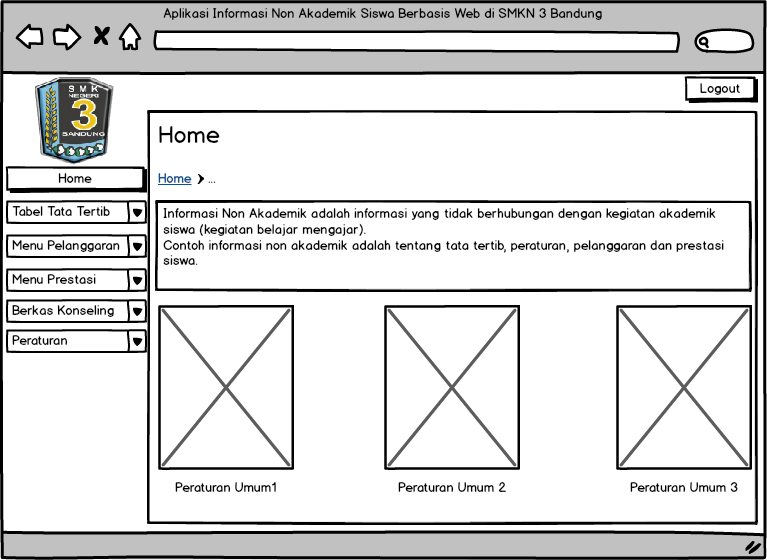 Aplikasi Informasi Non Akademik Siswa Berbasis Web di SMKN 3 Bandung
SMK
NEGERI
3
BANDUNG
Logout
Home
Tabel Tata Tertib
Menu Pelanggaran
Menu Prestasi
Berkas Konseling
Peraturan
Home
Home ...
Informasi Non Akademik adalah informasi yang tidak berhubungan dengan kegiatan akademik
siswa (kegiatan belajar mengajar).
Contoh informasi non akademik adalah tentang tata tertib, peraturan, pelanggaran dan prestasi
siswa.
Peraturan Umum1
Peraturan Umum 2
Peraturan Umum 3